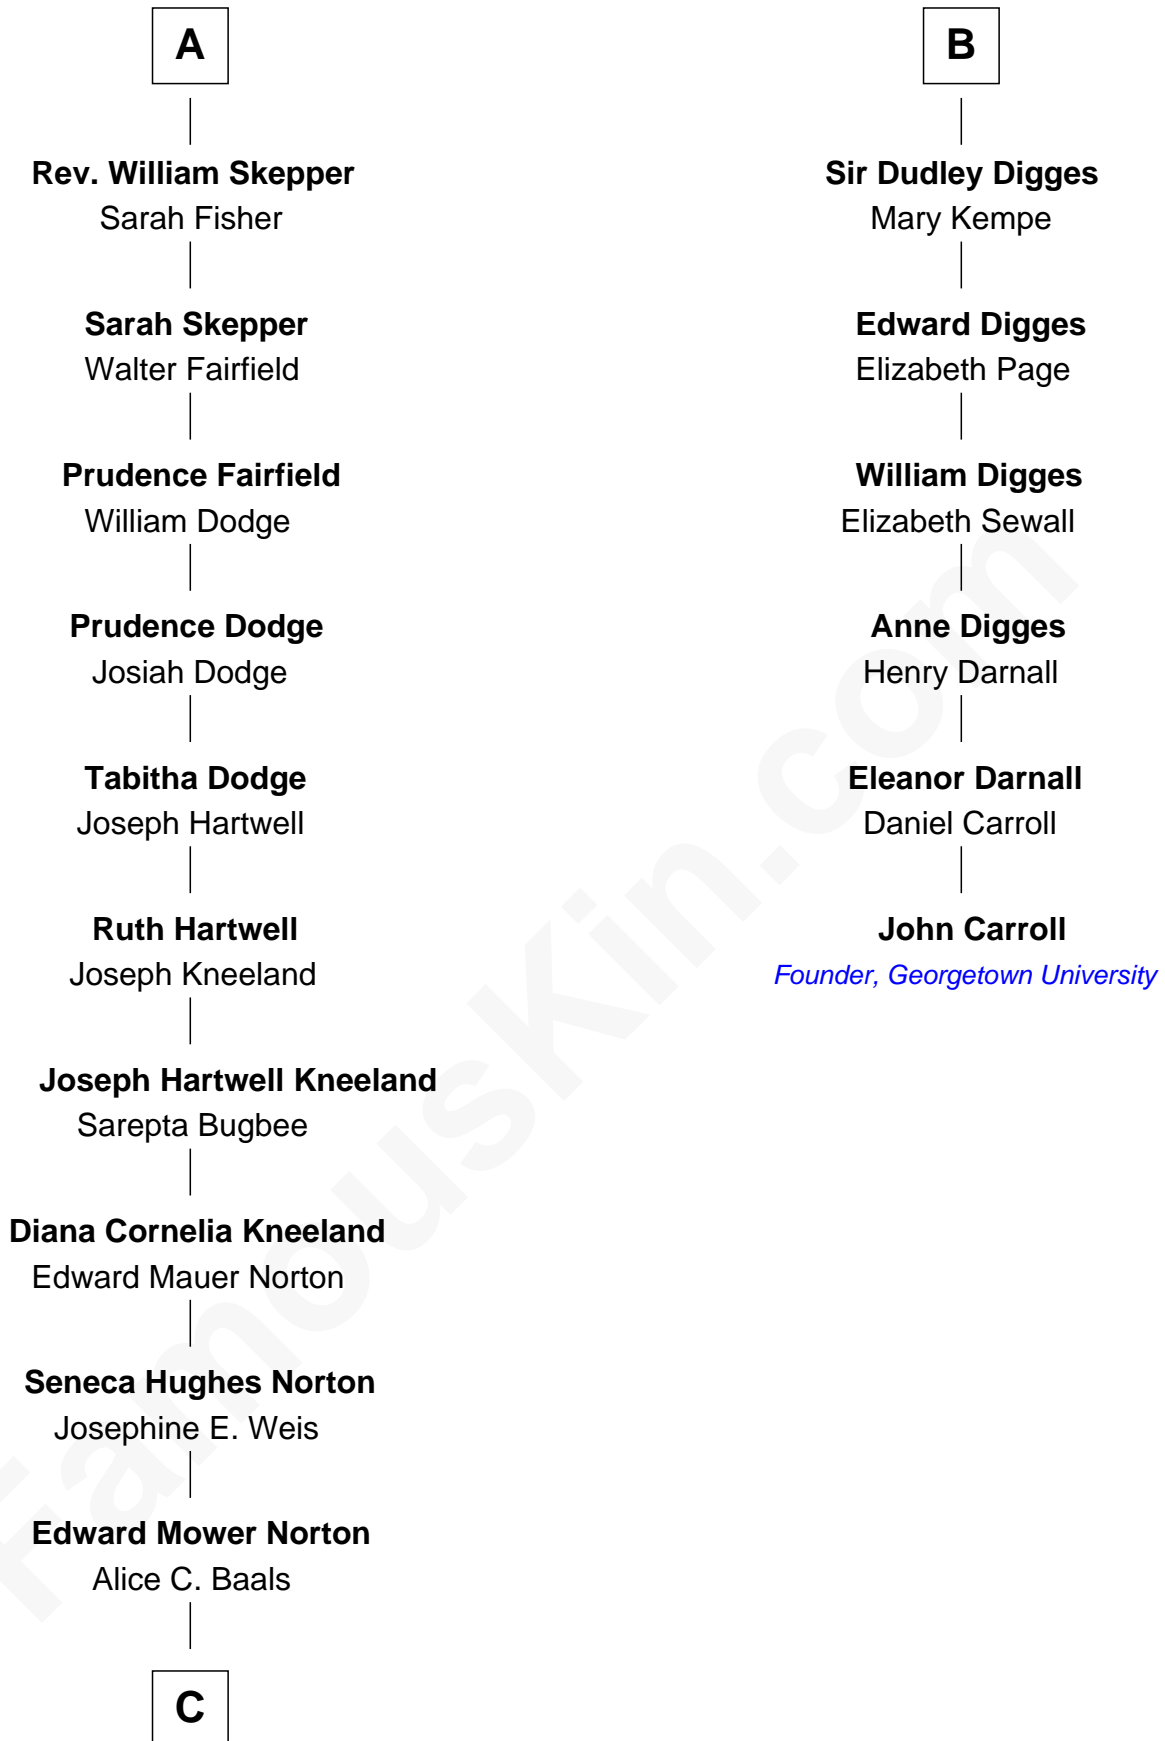 A
Rev. William Skepper
Sarah Fisher
Sarah Skepper
Walter Fairfield
Prudence Fairfield
William Dodge
Prudence Dodge
Josiah Dodge
Tabitha Dodge
Joseph Hartwell
Ruth Hartwell
Joseph Kneeland
Joseph Hartwell Kneeland
Sarepta Bugbee
Diana Cornelia Kneeland
Edward Mauer Norton
Seneca Hughes Norton
Josephine E. Weis
Edward Mower Norton
Alice C. Baals
C
B
Sir Dudley Digges
Mary Kempe
Edward Digges
Elizabeth Page
William Digges
Elizabeth Sewall
Anne Digges
Henry Darnall
Eleanor Darnall
Daniel Carroll
John Carroll
Founder, Georgetown University
FamousKin.com